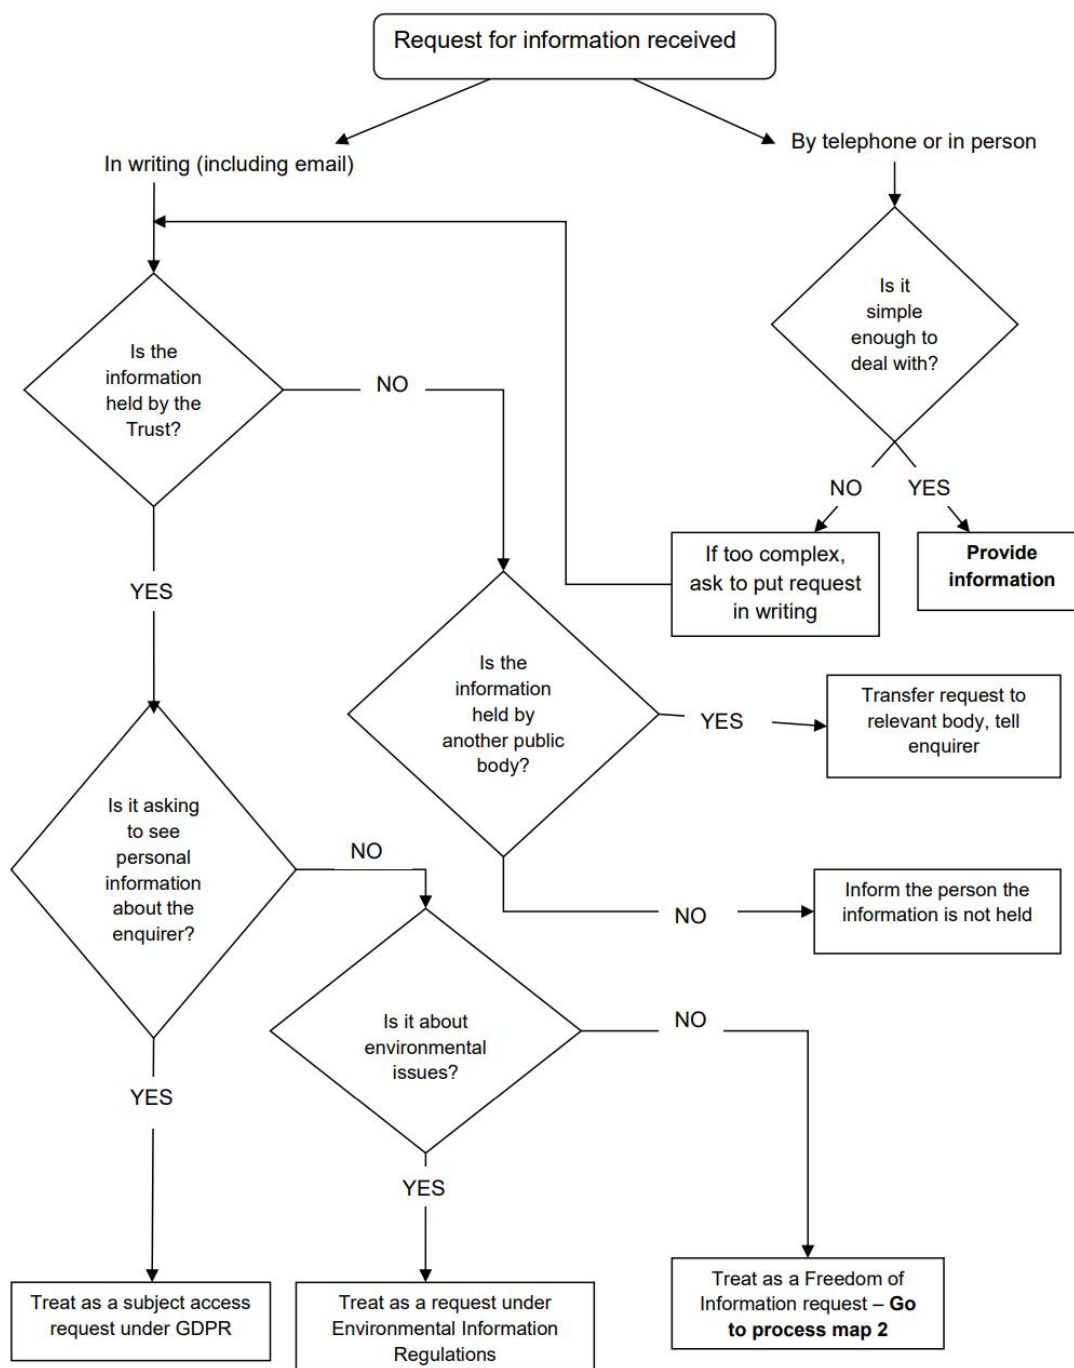 Request for information received
By telephone or in person
In writing (including email)
Is it
simple
enough to
deal with?
Is the
information
held by the
Trust?
NO
NO
YES
If too complex,
ask to put request
in writing
Provide
information
YES
Is the
information
held by
another public
body?
YES
Transfer request to
relevant body, tell
enquirer
Is it asking
to see
personal
information
about the
enquirer?
NO
NO
Inform the person the
information is not held
Is it about
environmental
issues?
NO
YES
YES
Treat as a subject access
request under GDPR
Treat as a request under
Environmental Information
Regulations
Treat as a Freedom of
Information request – Go
to process map 2